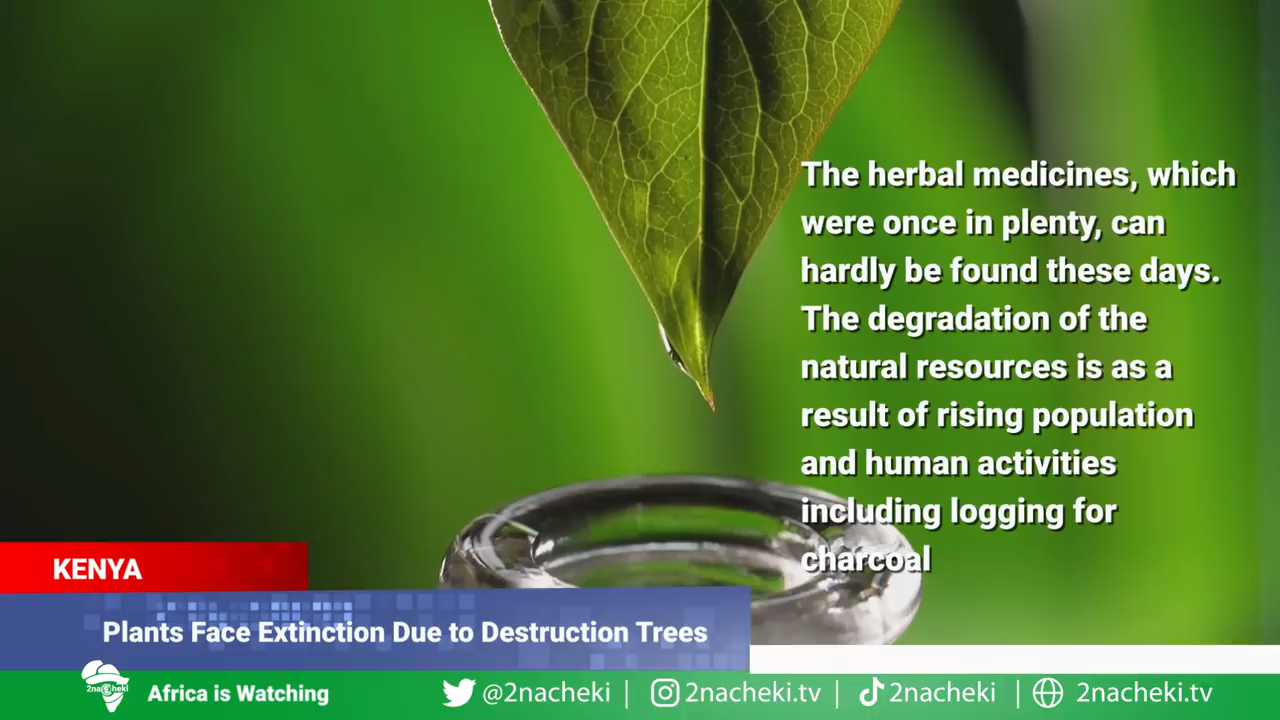 The herbal medicines, which
were once in plenty, can
hardly be found these days.
The degradation of the
natural resources is as a
result of rising population
and human activities
including logging for
charcoal
KENYA
Plants Face Extinction Due to Destruction Trees
2nacheki
Africa is Watching
@2nacheki | 2nacheki.tv | 2nacheki | 2nacheki.tv